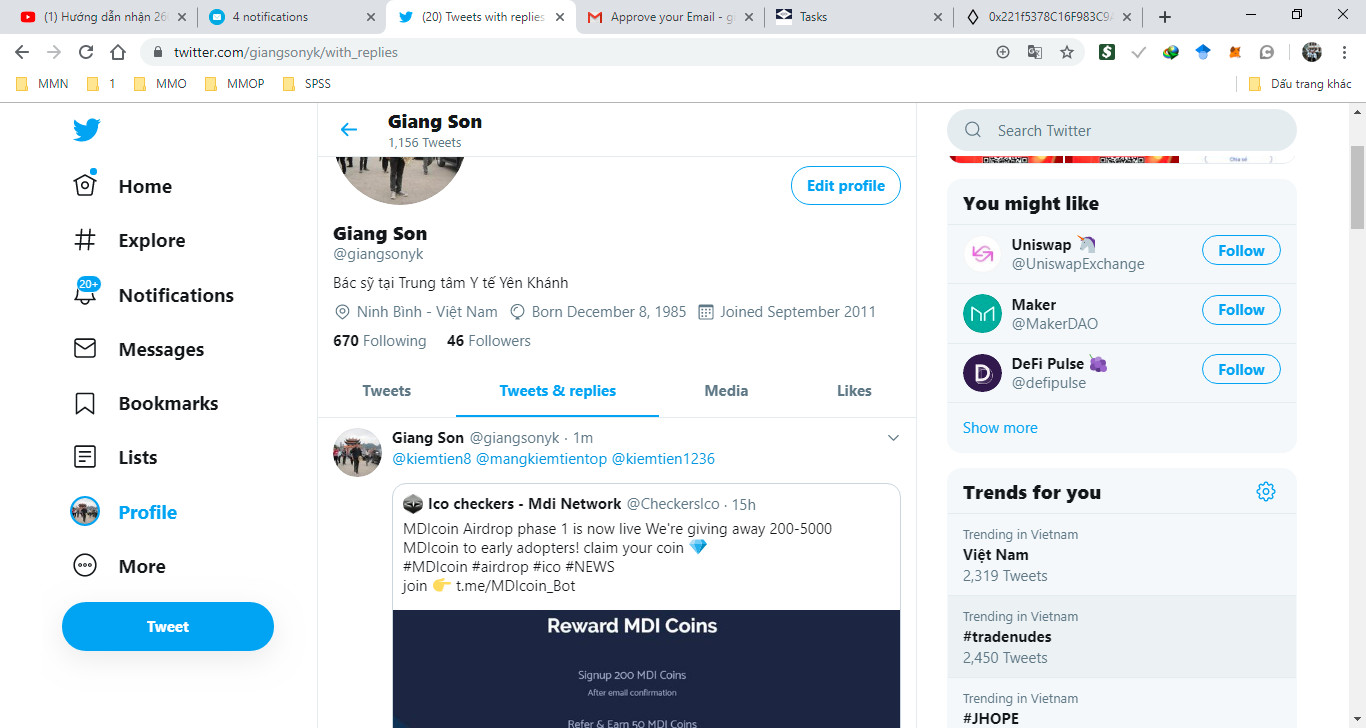 (1) Hướng dẫn nhận 26
4 notifications
(20) Tweets with replies
Approve your Email - g
Tasks
0x221f5378C16F983C9
twitter.com/giangsonyk/with_replies
MMN
1
MMO
MMOP
SPSS
Dấu trang khác
Home
Explore
20+
Notifications
Messages
Bookmarks
Lists
Profile
More
Tweet
Giang Son
1,156 Tweets
Edit profile
Giang Son
@giangsonyk
Bác sỹ tại Trung tâm Y tế Yên Khánh
Ninh Bình - Việt Nam Born December 8, 1985 Joined September 2011
670 Following 46 Followers
Tweets Tweets & replies Media Likes
Giang Son @giangsonyk · 1m
@kiemtien8 @mangkiemtientop @kiemtien1236
Ico checkers - Mdi Network @CheckersIco · 15h
MDIcoin Airdrop phase 1 is now live We're giving away 200-5000
MDIcoin to early adopters! claim your coin 💎
#MDIcoin #airdrop #ico #NEWS
join 👉 t.me/MDIcoin_Bot
Reward MDI Coins
Signup 200 MDI Coins
After email confirmation
Refer & Earn 50 MDI Coins
Search Twitter
Chia sẻ
You might like
Uniswap 🦄
@UniswapExchange
Follow
Maker
@MakerDAO
Follow
DeFi Pulse 🍇
@defipulse
Follow
Show more
Trends for you
Trending in Vietnam
Việt Nam
2,319 Tweets
Trending in Vietnam
#tradenudes
2,450 Tweets
Trending in Vietnam
#JHOPE